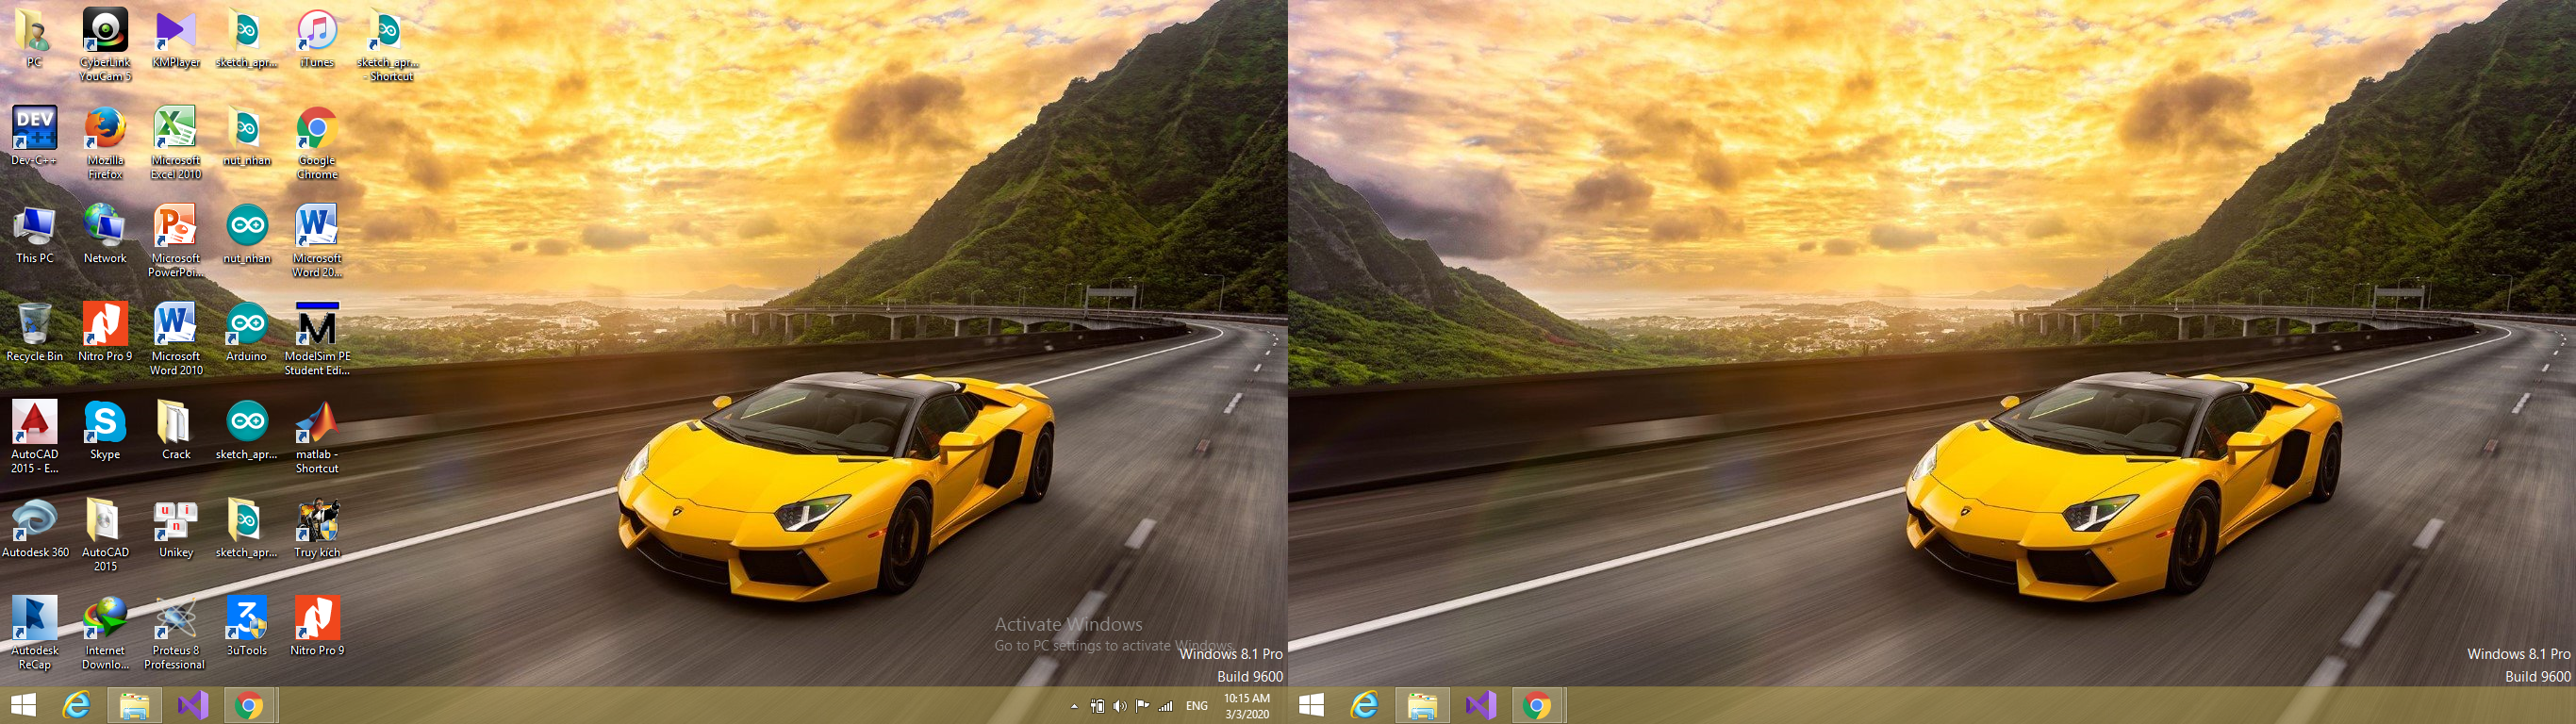 PC
CyberLink
YouCam 5
KMPlayer
sketch_apr...
iTunes
sketch_apr...
- Shortcut
DEV
C++
Dev-C++
Mozilla
Firefox
Microsoft
Excel 2010
nut_nhan
Google
Chrome
This PC
Network
Microsoft
PowerPoi...
nut_nhan
Microsoft
Word 20...
Recycle Bin
Nitro Pro 9
Microsoft
Word 2010
Arduino
M
ModelSim PE
Student Edi...
AutoCAD
2015 - E...
Skype
Crack
sketch_apr...
matlab -
Shortcut
Autodesk 360
AutoCAD
2015
u i
n
Unikey
sketch_apr...
Truy kích
Autodesk
ReCap
Internet
Downlo...
Proteus 8
Professional
3uTools
Nitro Pro 9
Activate Windows
Go to PC settings to activate Windows.
Windows 8.1 Pro
Build 9600
Windows 8.1 Pro
Build 9600
ENG
10:15 AM
3/3/2020